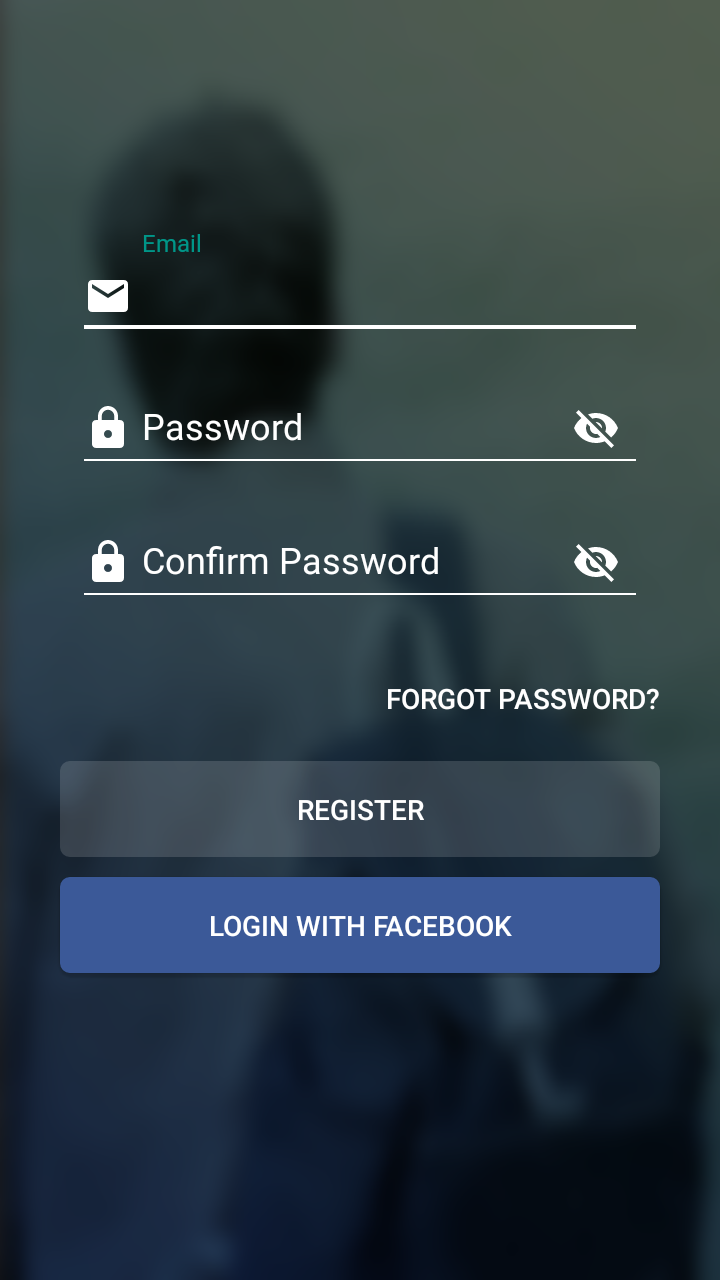 Email
Password
Confirm Password
FORGOT PASSWORD?
REGISTER
LOGIN WITH FACEBOOK